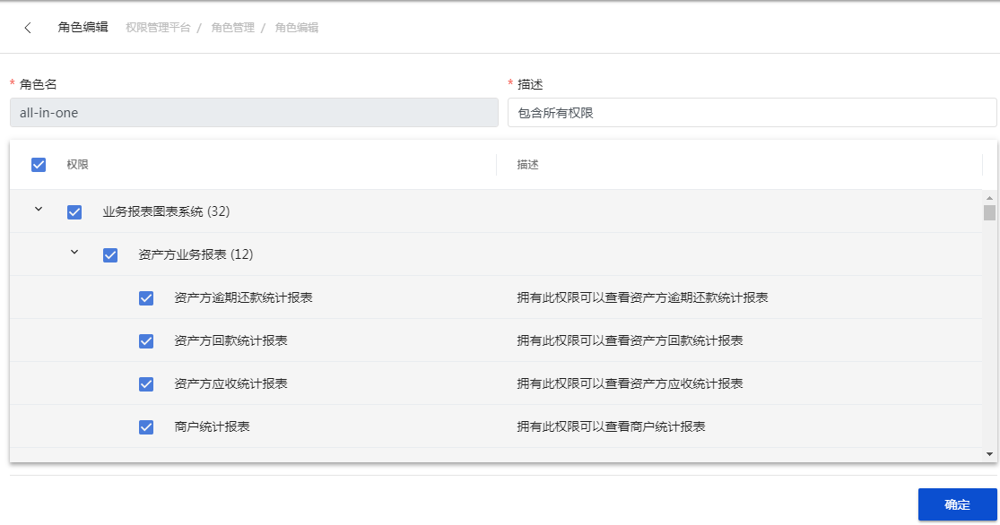 角色编辑 权限管理平台 / 角色管理 / 角色编辑
* 角色名 * 描述
all-in-one 包含所有权限
权限 描述
业务报表图表系统 (32)
资产方业务报表 (12)
资产方逾期还款统计报表 拥有此权限可以查看资产方逾期还款统计报表
资产方回款统计报表 拥有此权限可以查看资产方回款统计报表
资产方应收统计报表 拥有此权限可以查看资产方应收统计报表
商户统计报表 拥有此权限可以查看商户统计报表
确定